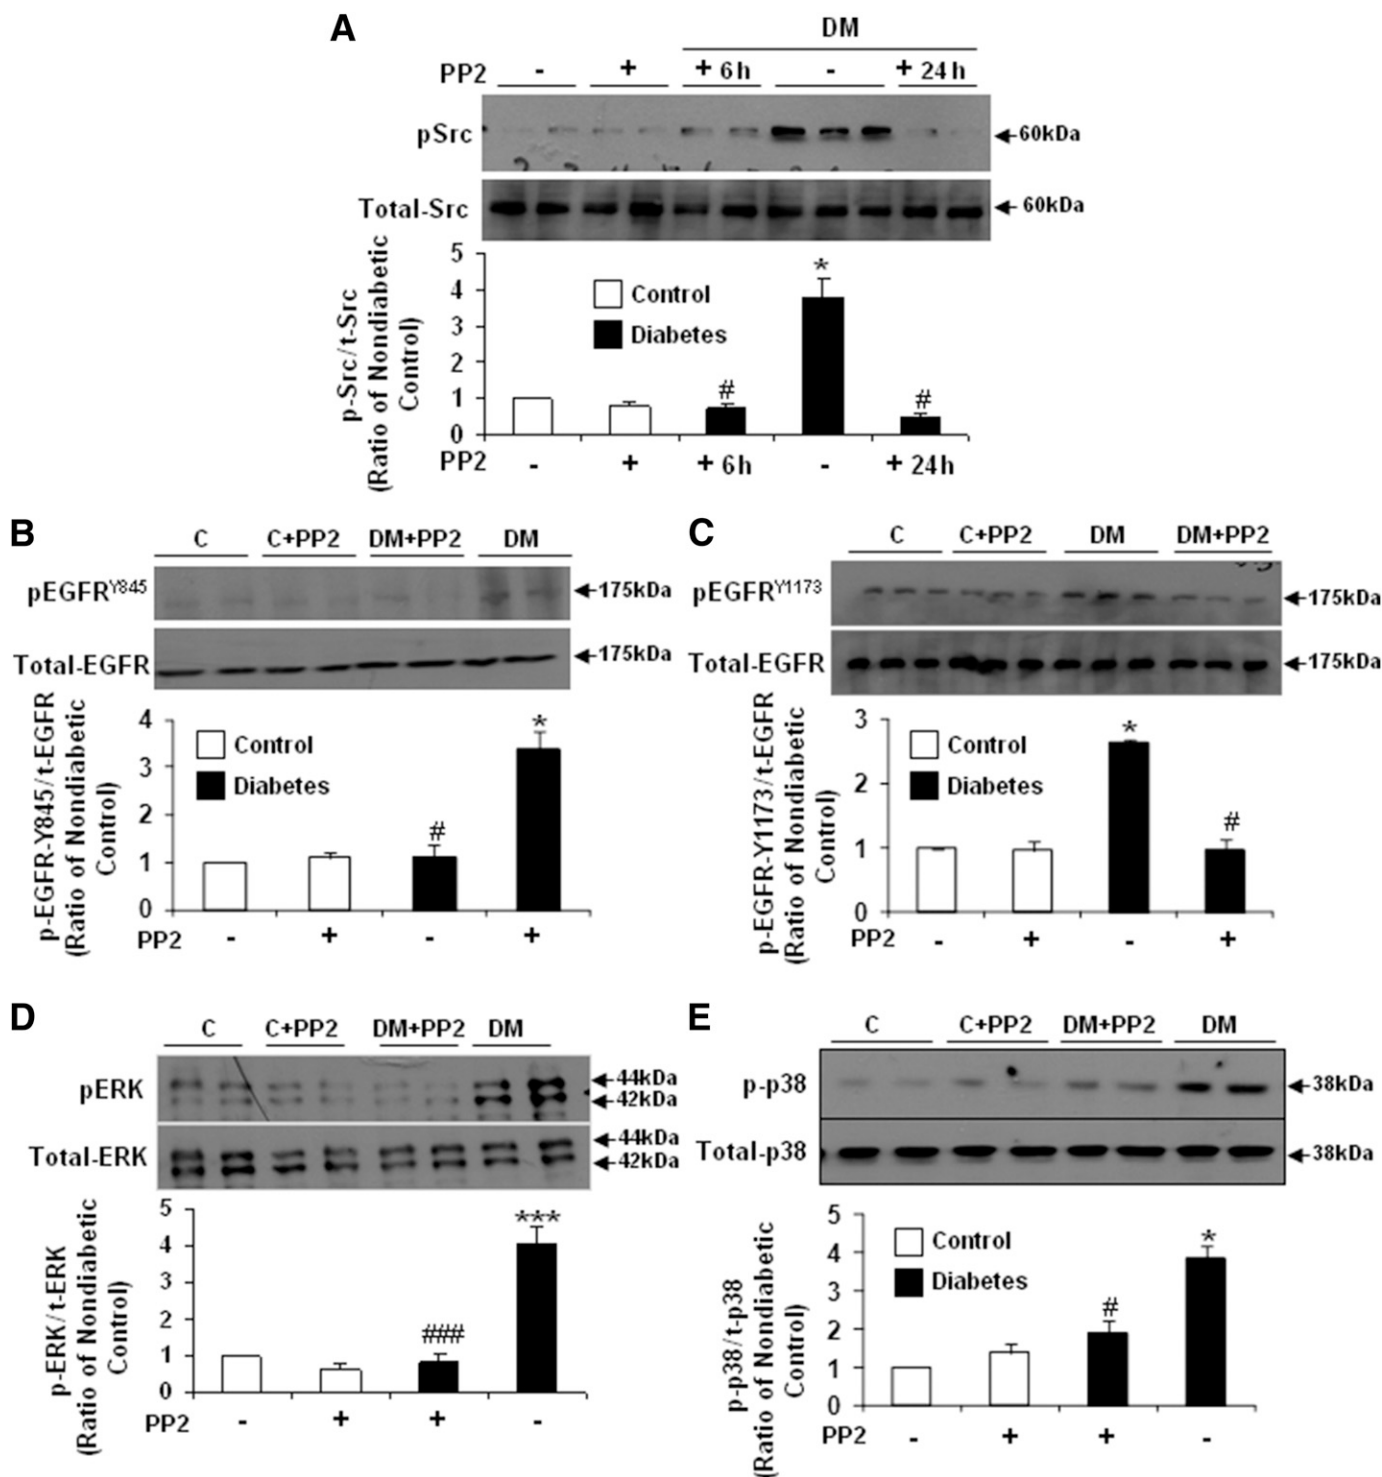 A
DM
PP2 - + + 6h - + 24h
pSrc
60kDa
Total-Src
60kDa
p-Src/t-Src
(Ratio of Nondiabetic
Control)
5
4
3
2
1
0
Control
Diabetes
*
#
#
PP2 - + + 6h - + 24h
B
C C+PP2 DM+PP2 DM
pEGFRY845
175kDa
Total-EGFR
175kDa
p-EGFR-Y845/t-EGFR
(Ratio of Nondiabetic
Control)
4
3
2
1
0
Control
Diabetes
#
*
PP2 - + - +
C
C C+PP2 DM DM+PP2
pEGFRY1173
175kDa
Total-EGFR
175kDa
p-EGFR-Y1173/t-EGFR
(Ratio of Nondiabetic
Control)
3
2
1
0
Control
Diabetes
*
#
PP2 - + - +
D
C C+PP2 DM+PP2 DM
pERK
44kDa
42kDa
Total-ERK
44kDa
42kDa
p-ERK/t-ERK
(Ratio of Nondiabetic
Control)
5
4
3
2
1
0
###
***
PP2 - + + -
E
C C+PP2 DM+PP2 DM
p-p38
38kDa
Total-p38
38kDa
p-p38/t-p38
(Ratio of Nondiabetic
Control)
5
4
3
2
1
0
Control
Diabetes
#
*
PP2 - + + -